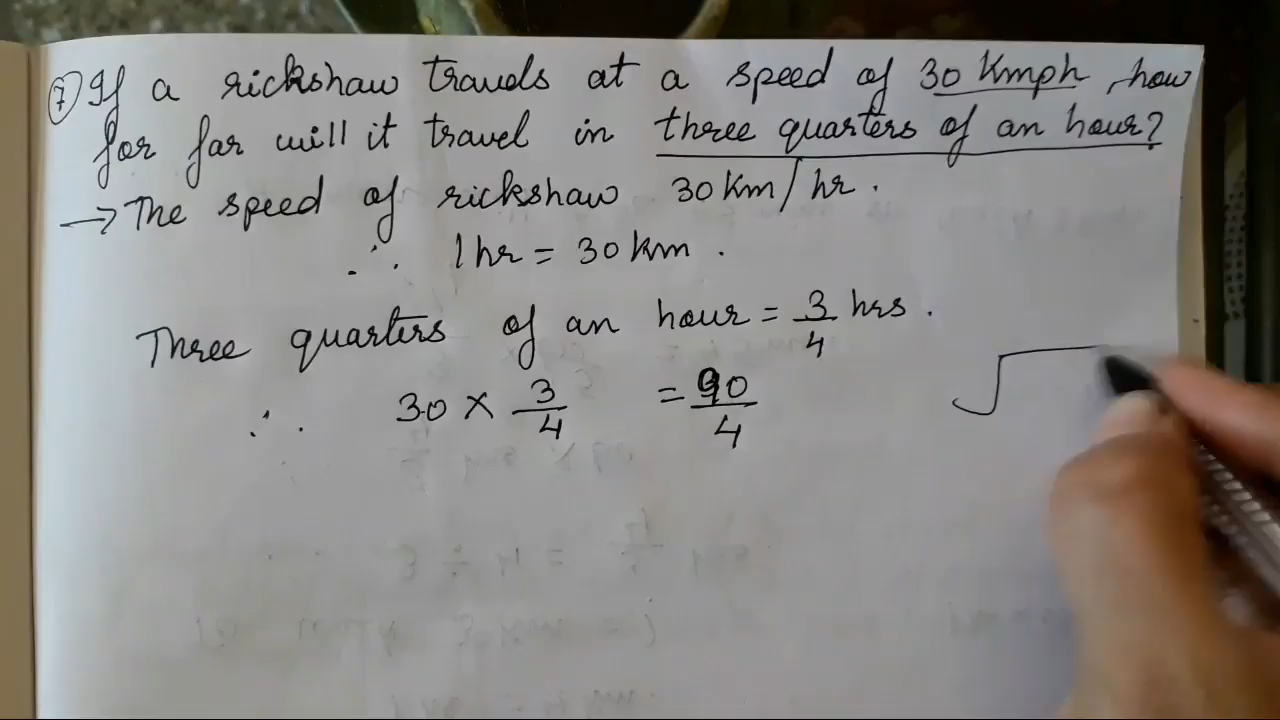 7 If a rickshaw travels at a speed of 30 Kmph, how
for far will it travel in three quarters of an hour?
→ The speed of rickshaw 30 Km/hr.
∴ 1 hr = 30 km.
Three quarters of an hour = 3/4 hrs.
∴ 30 × 3/4 = 90/4